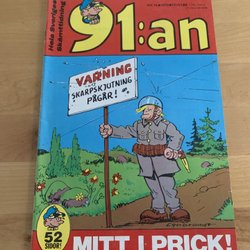 Hela Sveriges
Skämttidning
91:an
VARNING
SKARPSKJUTNING
PÅGÅR!
52
SIDOR!
MITT I PRICK!